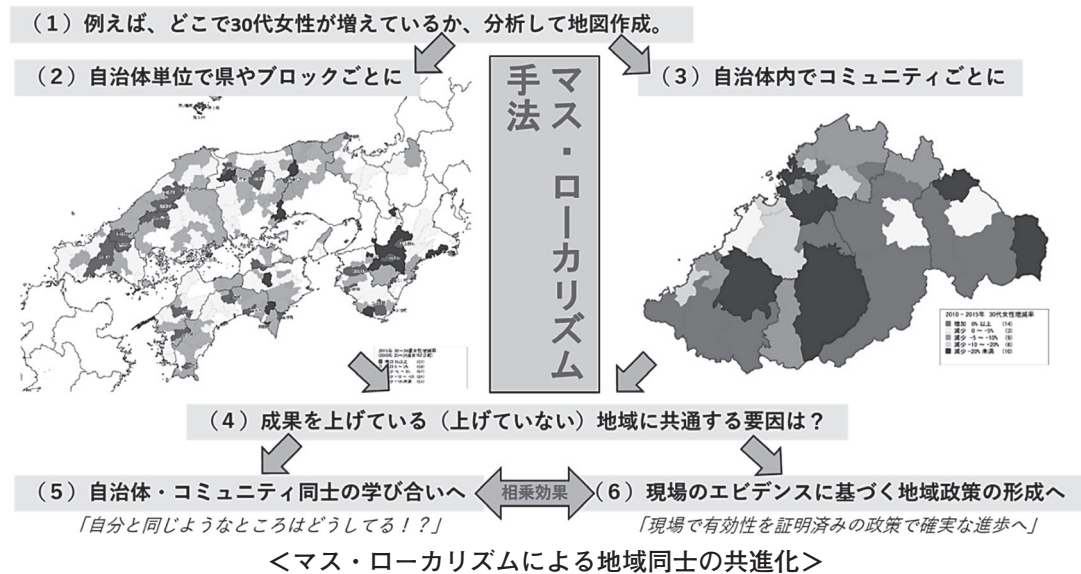 （１）例えば、どこで30代女性が増えているか、分析して地図作成。
（２）自治体単位で県やブロックごとに
マス・ローカリズム
手法
（３）自治体内でコミュニティごとに
2010－2015年 30代女性増減率
増加 0% 以上 (14)
減少 0 ～ -5% (3)
減少 -5 ～ -10% (9)
減少 -10 ～ -20% (6)
減少 -20% 未満 (10)
（４）成果を上げている（上げていない）地域に共通する要因は？
（５）自治体・コミュニティ同士の学び合いへ
相乗効果
（６）現場のエビデンスに基づく地域政策の形成へ
「自分と同じようなところはどうしてる！？」
「現場で有効性を証明済みの政策で確実な進歩へ」
＜マス・ローカリズムによる地域同士の共進化＞